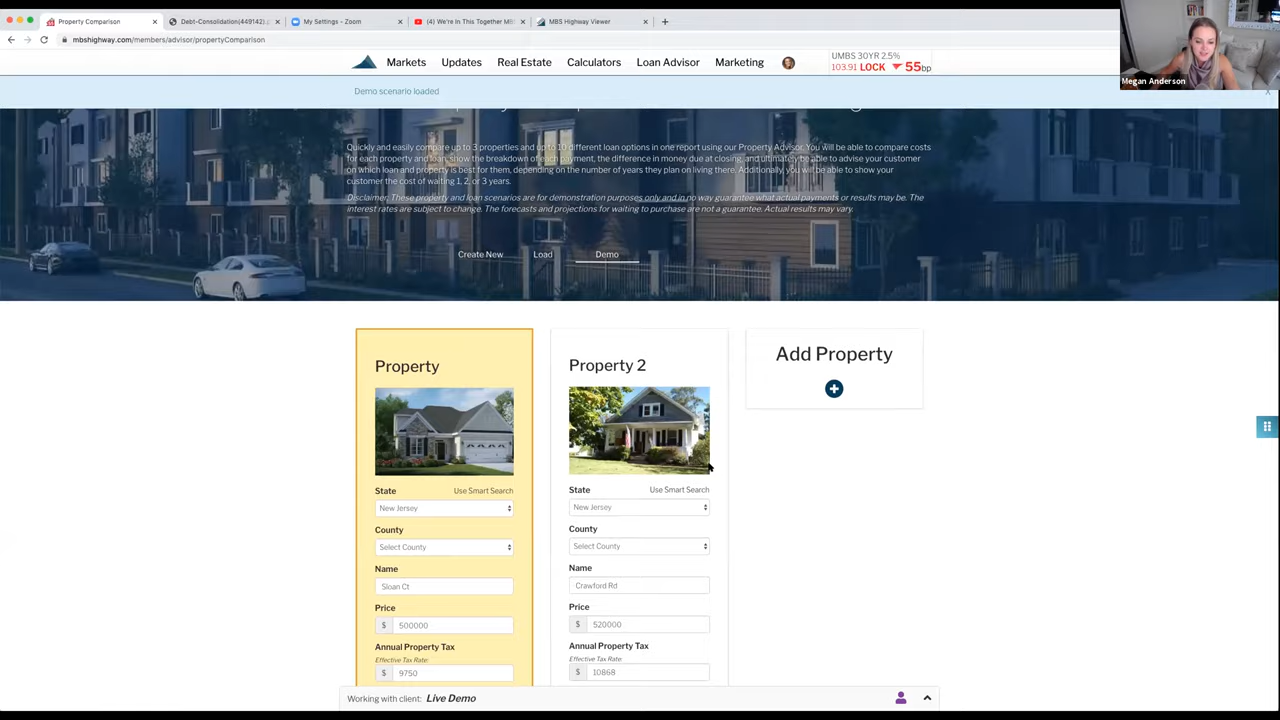 Property Comparison
Debt-Consolidation(449142).p
My Settings - Zoom
(4) We're In This Together MBS
MBS Highway Viewer
mbshighway.com/members/advisor/propertyComparison
Markets
Updates
Real Estate
Calculators
Loan Advisor
Marketing
UMBS 30YR 2.5%
103.91 LOCK 55bp
Megan Anderson
Demo scenario loaded
X
Quickly and easily compare up to 3 properties and up to 10 different loan options in one report using our Property Advisor. You will be able to compare costs
for each property and loan, show the breakdown of each payment, the difference in money due at closing, and ultimately be able to advise your customer
on which loan and property is best for them, depending on the number of years they plan on living there. Additionally, you will be able to show your
customer the cost of waiting 1, 2, or 3 years.
Disclaimer: These property and loan scenarios are for demonstration purposes only and in no way guarantee what actual payments or results may be. The
interest rates are subject to change. The forecasts and projections for waiting to purchase are not a guarantee. Actual results may vary.
Create New
Load
Demo
Property
State
Use Smart Search
New Jersey
County
Select County
Name
Sloan Ct
Price
$ 500000
Annual Property Tax
Effective Tax Rate:
$ 9750
Property 2
State
Use Smart Search
New Jersey
County
Select County
Name
Crawford Rd
Price
$ 520000
Annual Property Tax
Effective Tax Rate:
$ 10868
Add Property
Working with client: Live Demo